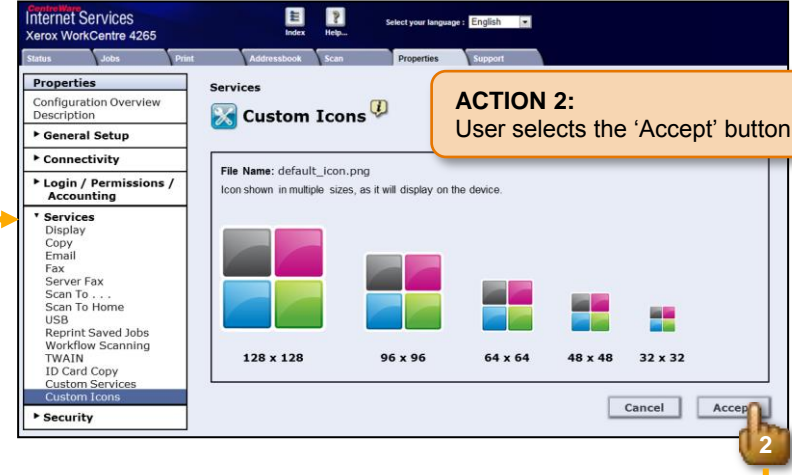 CentreWare
Internet Services
Xerox WorkCentre 4265
Index
Help...
Select your language : English
Status
Jobs
Print
Addressbook
Scan
Properties
Support
Properties
Configuration Overview
Description
General Setup
Connectivity
Login / Permissions /
Accounting
Services
Display
Copy
Email
Fax
Server Fax
Scan To . . .
Scan To Home
USB
Reprint Saved Jobs
Workflow Scanning
TWAIN
ID Card Copy
Custom Services
Custom Icons
Security
Services
Custom Icons
ACTION 2:
User selects the ‘Accept’ button
File Name: default_icon.png
Icon shown in multiple sizes, as it will display on the device.
128 x 128
96 x 96
64 x 64
48 x 48
32 x 32
Cancel
Accep
2